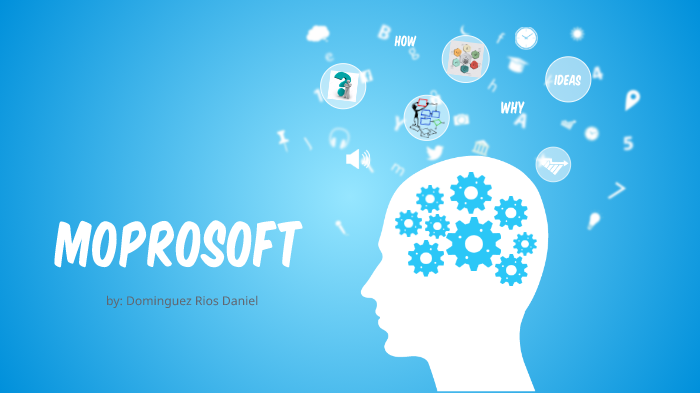 HOW
IDEAS
WHY
MOPROSOFT
by: Dominguez Rios Daniel